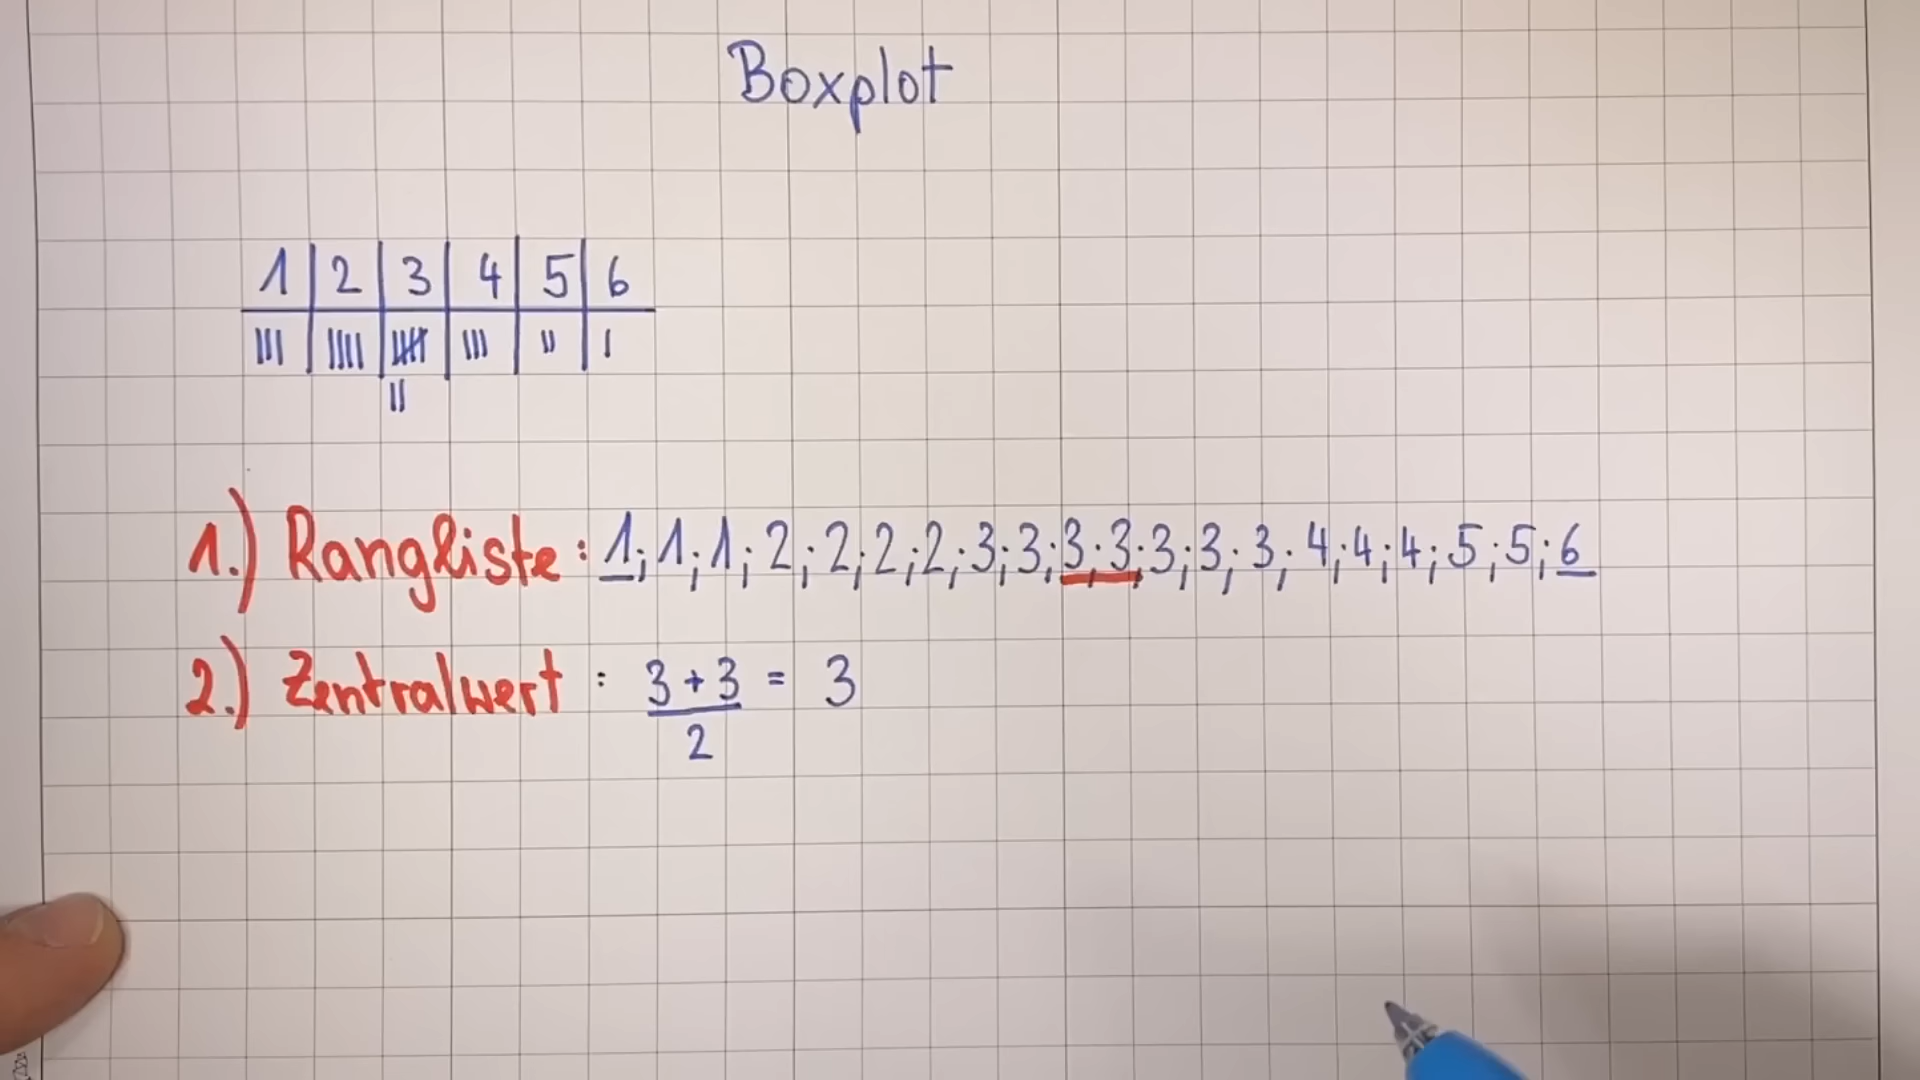 Boxplot
1 2 3 4 5 6
||| |||| 卌 ||| || |
||
1.) Rangliste: 1; 1; 1; 2; 2; 2; 2; 3; 3; 3; 3; 3; 3; 3; 4; 4; 4; 5; 5; 6
2.) Zentralwert : 3 + 3 = 3
2